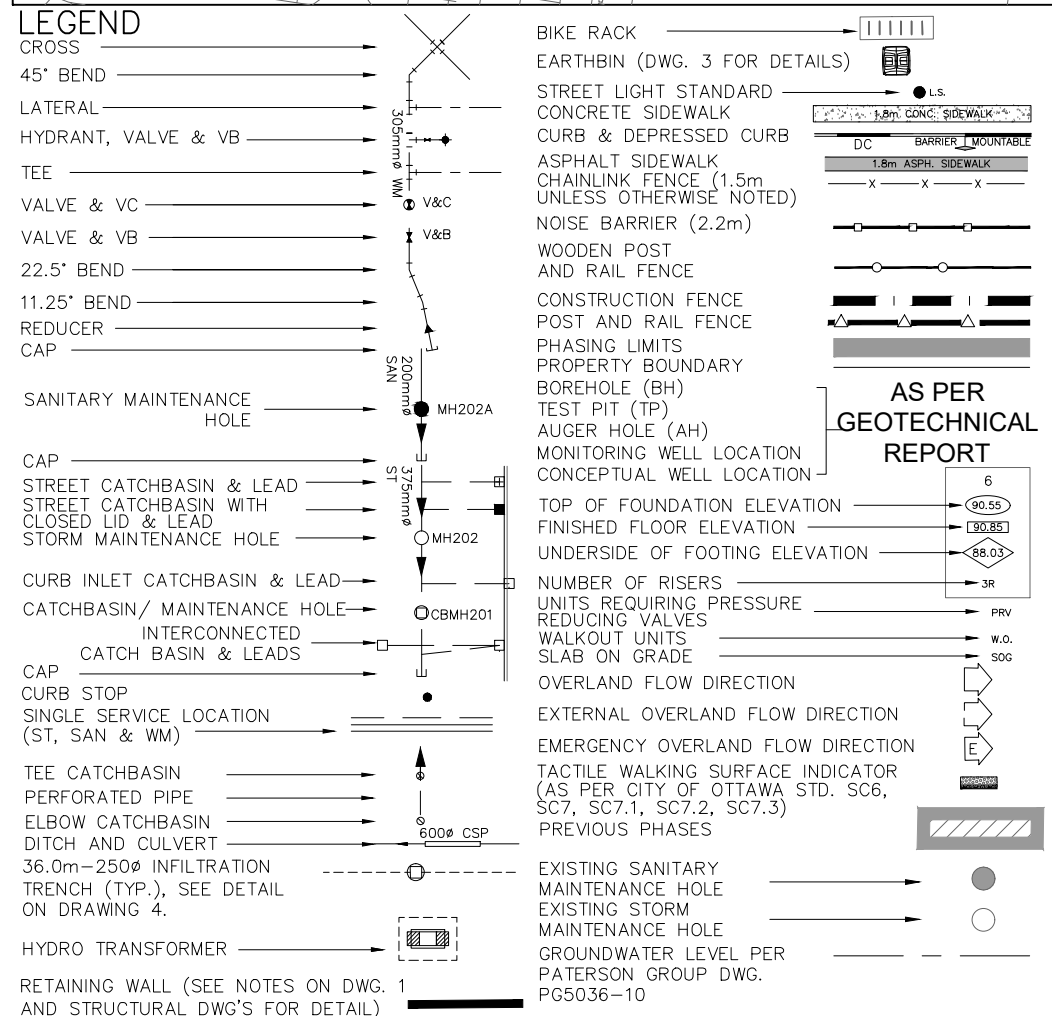 LEGEND
CROSS
45° BEND
LATERAL
HYDRANT, VALVE & VB
TEE
VALVE & VC
VALVE & VB
22.5° BEND
11.25° BEND
REDUCER
CAP
SANITARY MAINTENANCE
HOLE
CAP
STREET CATCHBASIN & LEAD
STREET CATCHBASIN WITH
CLOSED LID & LEAD
STORM MAINTENANCE HOLE
CURB INLET CATCHBASIN & LEAD
CATCHBASIN/ MAINTENANCE HOLE
INTERCONNECTED
CATCH BASIN & LEADS
CAP
CURB STOP
SINGLE SERVICE LOCATION
(ST, SAN & WM)
TEE CATCHBASIN
PERFORATED PIPE
ELBOW CATCHBASIN
DITCH AND CULVERT
36.0m-250ø INFILTRATION
TRENCH (TYP.), SEE DETAIL
ON DRAWING 4.
HYDRO TRANSFORMER
RETAINING WALL (SEE NOTES ON DWG. 1
AND STRUCTURAL DWG'S FOR DETAIL)
305mmø WM
V&C
V&B
200mmø
SAN
MH202A
375mmø
ST
MH202
CBMH201
600ø CSP
BIKE RACK
EARTHBIN (DWG. 3 FOR DETAILS)
STREET LIGHT STANDARD
L.S.
CONCRETE SIDEWALK
1.8m CONC. SIDEWALK
CURB & DEPRESSED CURB
DC
BARRIER
MOUNTABLE
ASPHALT SIDEWALK
1.8m ASPH. SIDEWALK
CHAINLINK FENCE (1.5m
UNLESS OTHERWISE NOTED)
X X X
NOISE BARRIER (2.2m)
WOODEN POST
AND RAIL FENCE
CONSTRUCTION FENCE
POST AND RAIL FENCE
PHASING LIMITS
PROPERTY BOUNDARY
BOREHOLE (BH)
TEST PIT (TP)
AUGER HOLE (AH)
MONITORING WELL LOCATION
CONCEPTUAL WELL LOCATION
AS PER
GEOTECHNICAL
REPORT
6
TOP OF FOUNDATION ELEVATION
90.55
FINISHED FLOOR ELEVATION
90.85
UNDERSIDE OF FOOTING ELEVATION
88.03
NUMBER OF RISERS
3R
UNITS REQUIRING PRESSURE
REDUCING VALVES
PRV
WALKOUT UNITS
W.O.
SLAB ON GRADE
SOG
OVERLAND FLOW DIRECTION
EXTERNAL OVERLAND FLOW DIRECTION
EMERGENCY OVERLAND FLOW DIRECTION
E
TACTILE WALKING SURFACE INDICATOR
(AS PER CITY OF OTTAWA STD. SC6,
SC7, SC7.1, SC7.2, SC7.3)
PREVIOUS PHASES
EXISTING SANITARY
MAINTENANCE HOLE
EXISTING STORM
MAINTENANCE HOLE
GROUNDWATER LEVEL PER
PATERSON GROUP DWG.
PG5036-10